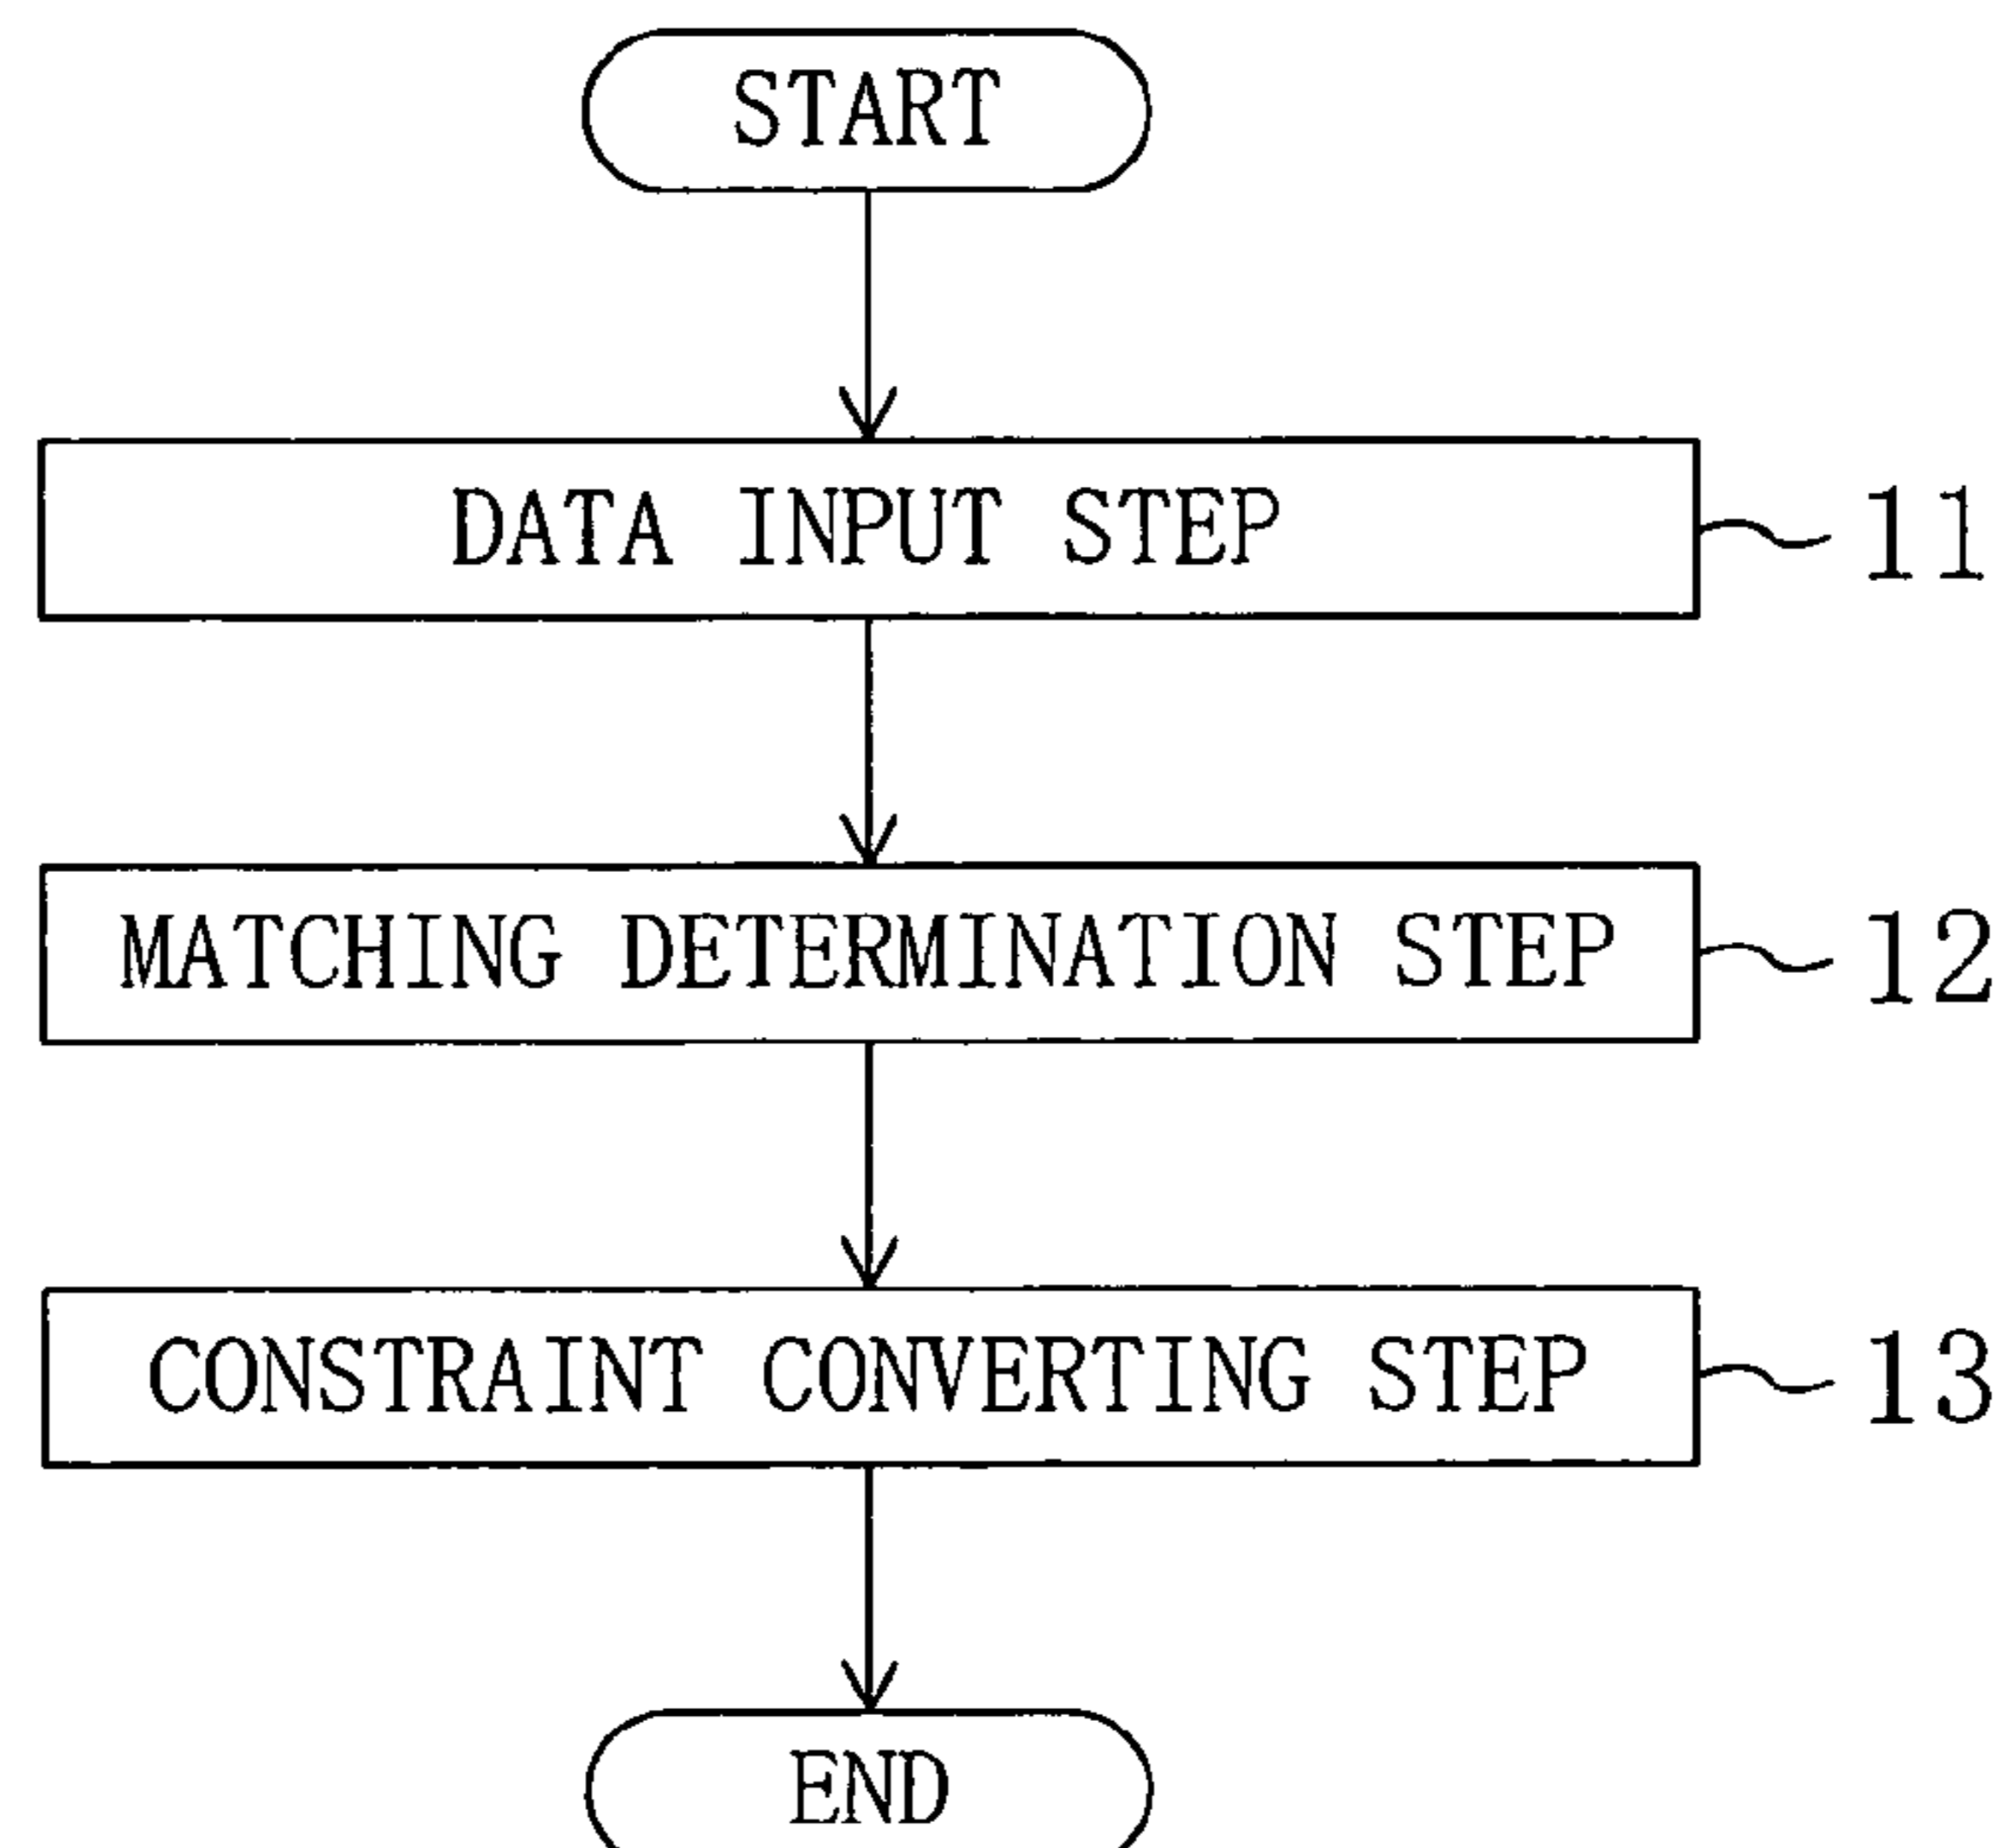 START
DATA INPUT STEP
11
MATCHING DETERMINATION STEP
12
CONSTRAINT CONVERTING STEP
13
END